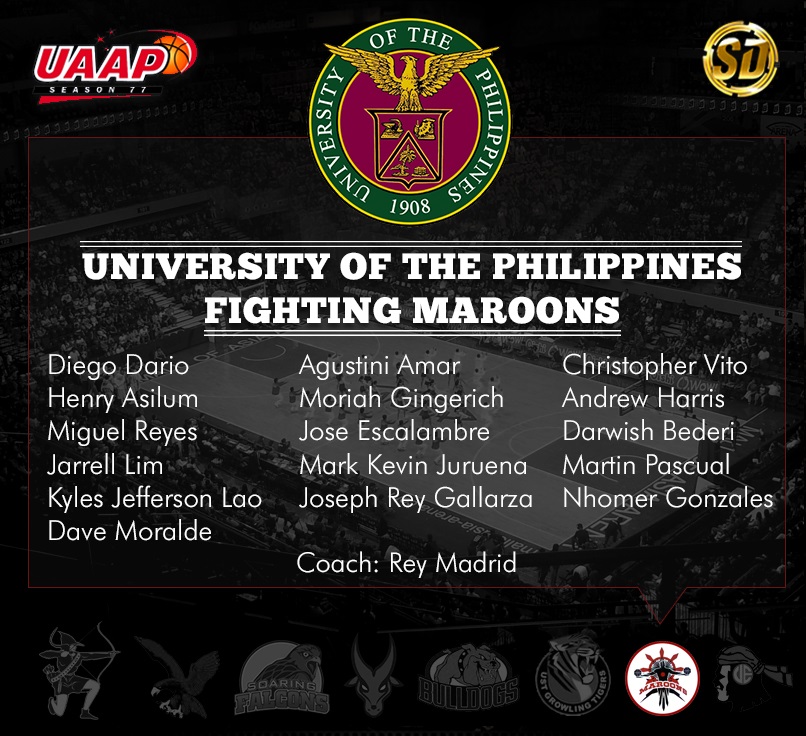 UAAP
SEASON 77
SD
UNIVERSITY OF THE PHILIPPINES
1908
UNIVERSITY OF THE PHILIPPINES
FIGHTING MAROONS
Diego Dario
Henry Asilum
Miguel Reyes
Jarrell Lim
Kyles Jefferson Lao
Dave Moralde
Agustini Amar
Moriah Gingerich
Jose Escalambre
Mark Kevin Juruena
Joseph Rey Gallarza
Christopher Vito
Andrew Harris
Darwish Bederi
Martin Pascual
Nhomer Gonzales
Coach: Rey Madrid
SOARING
FALCONS
BULLDOGS
UST GROWLING TIGERS
MAROONS
UE